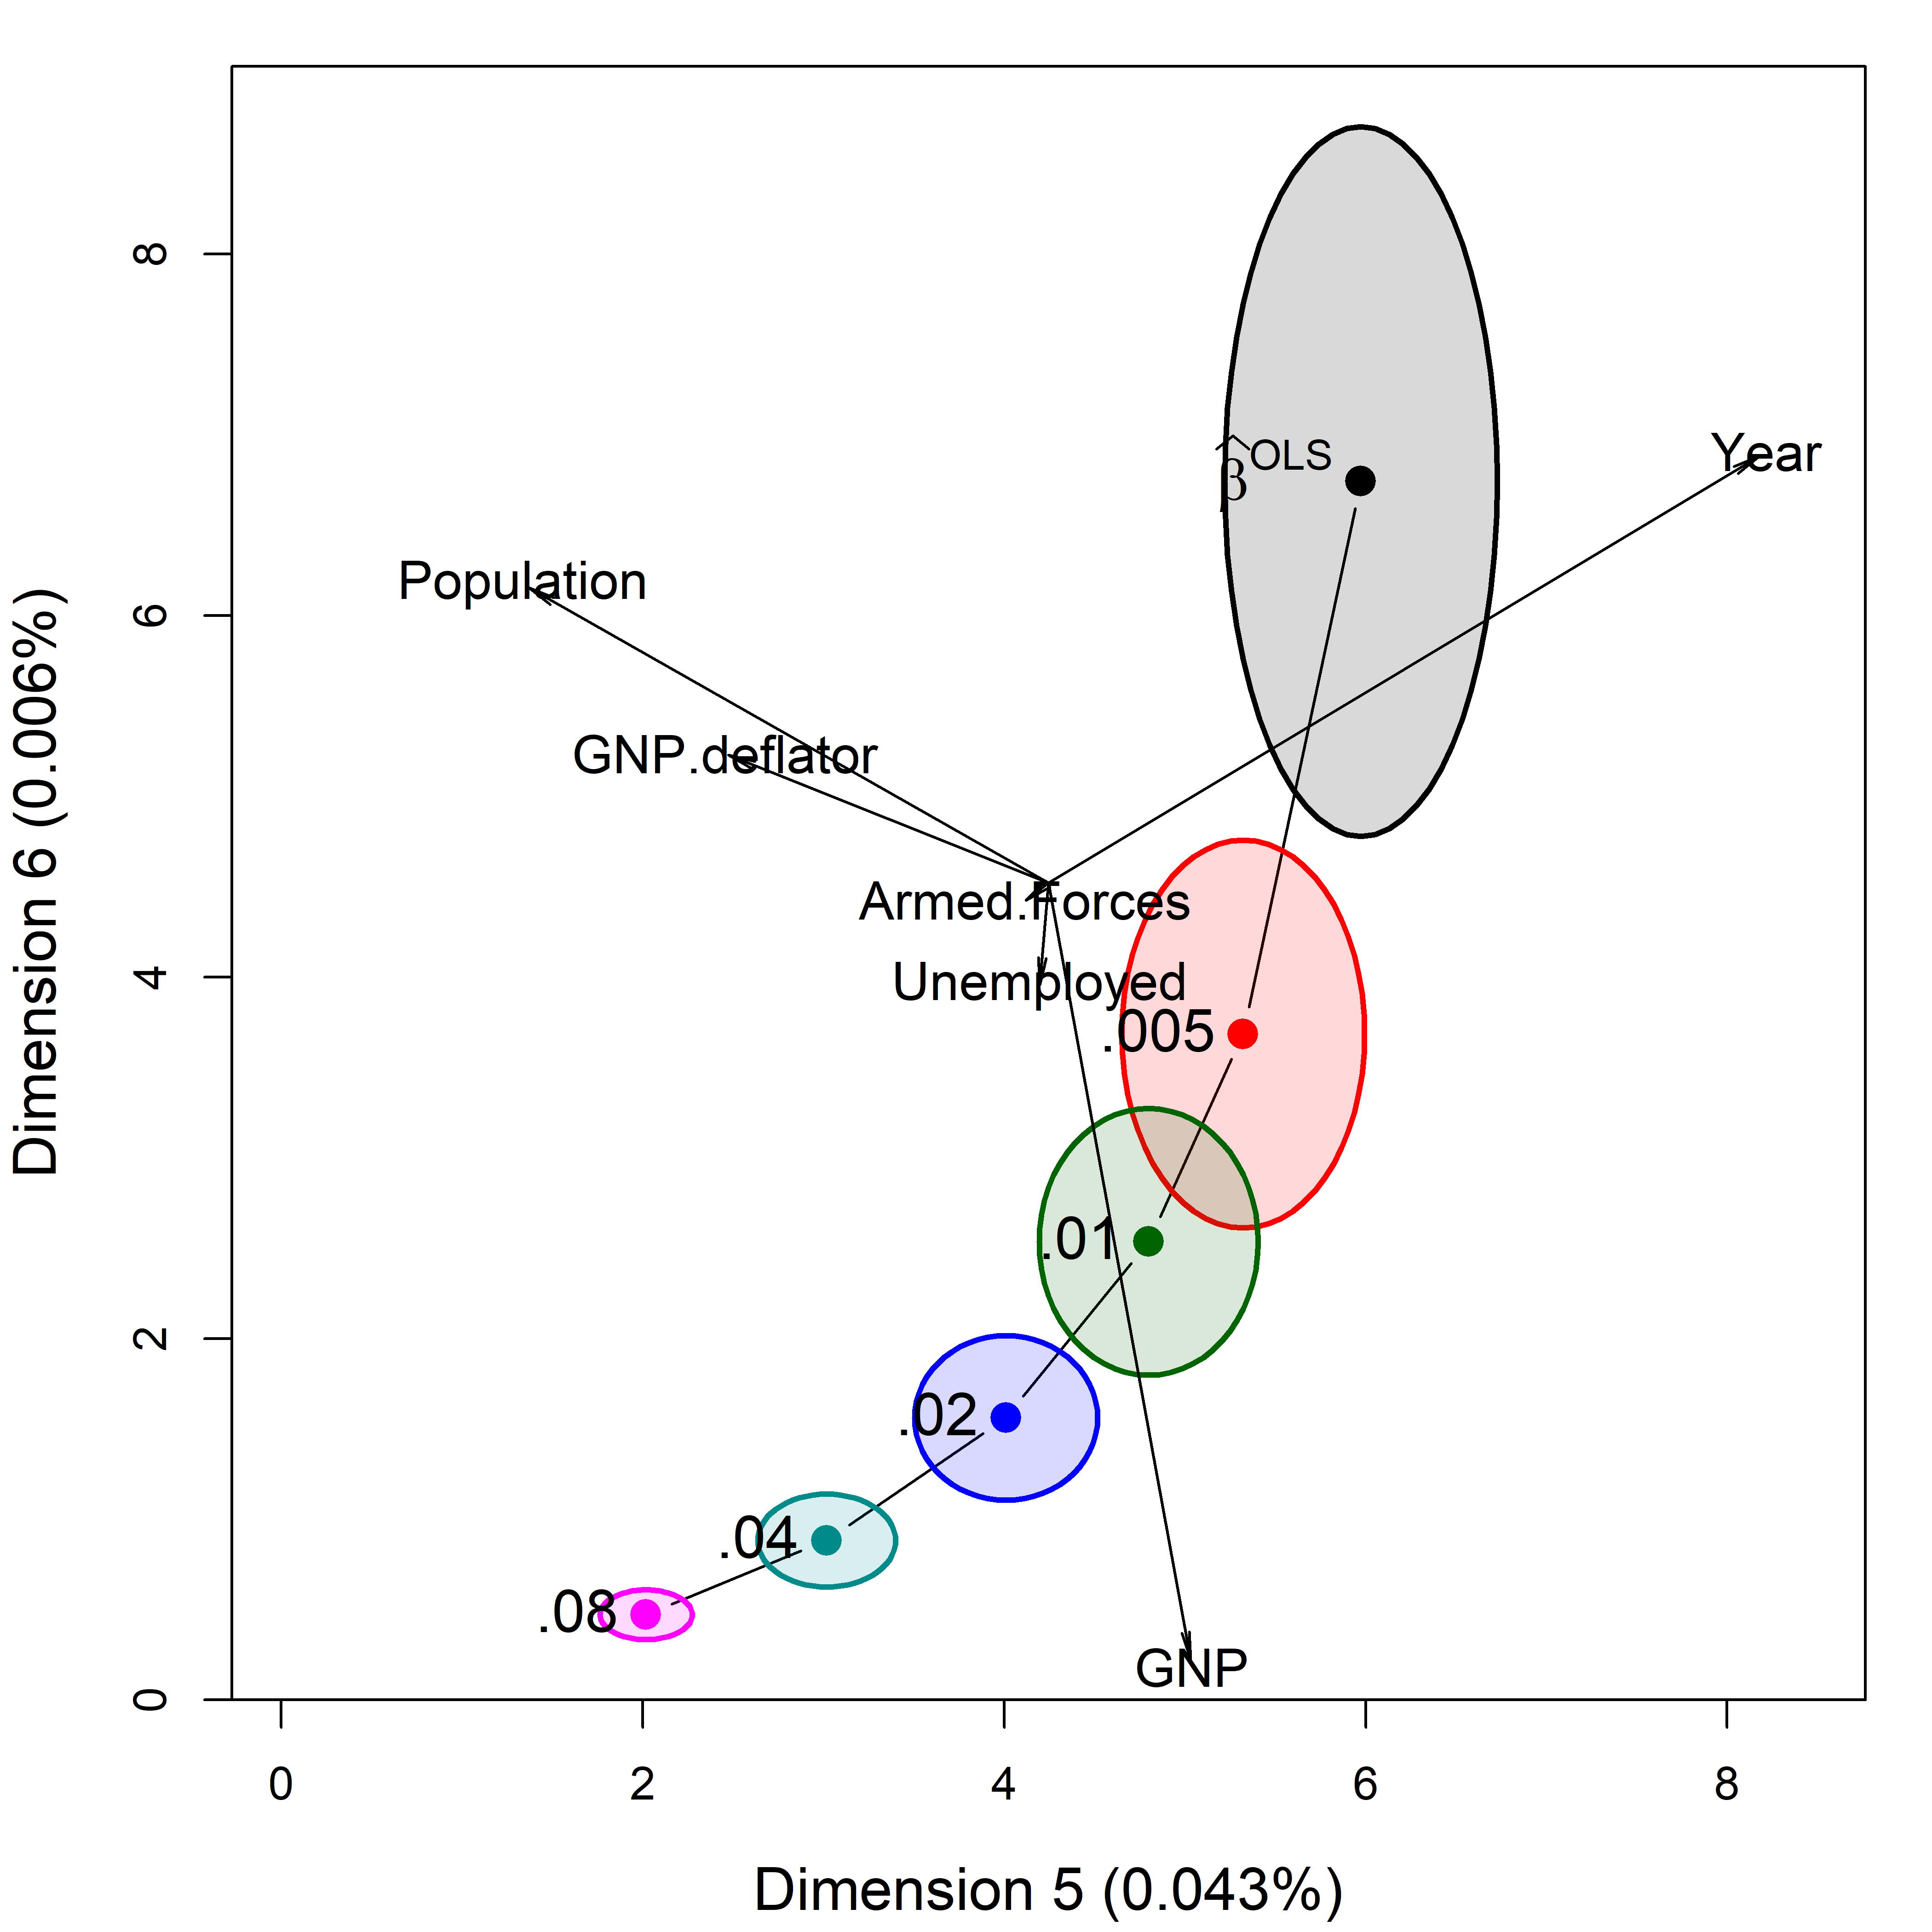 8
β̂ OLS
Year
Population
6
GNP.deflator
Armed.Forces
4
Unemployed
.005
.01
2
.02
.04
.08
GNP
0
0 2 4 6 8
Dimension 5 (0.043%)
Dimension 6 (0.006%)